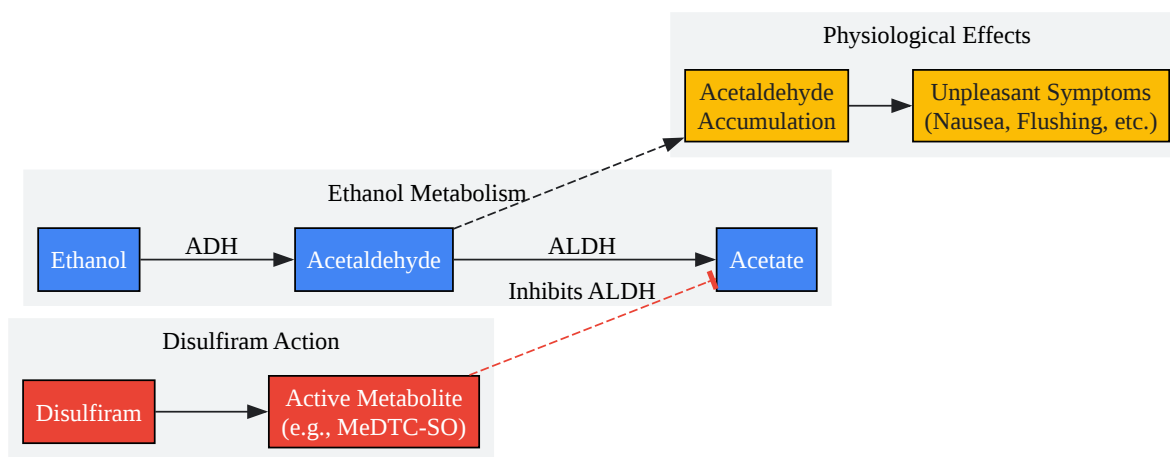 Physiological Effects
Acetaldehyde
Accumulation
Unpleasant Symptoms
(Nausea, Flushing, etc.)
Ethanol Metabolism
Ethanol
ADH
Acetaldehyde
ALDH
Acetate
Inhibits ALDH
Disulfiram Action
Disulfiram
Active Metabolite
(e.g., MeDTC-SO)